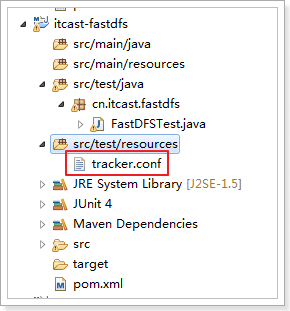 itcast-fastdfs
src/main/java
src/main/resources
src/test/java
cn.itcast.fastdfs
FastDFSTest.java
src/test/resources
tracker.conf
JRE System Library [J2SE-1.5]
JUnit 4
Maven Dependencies
src
target
pom.xml